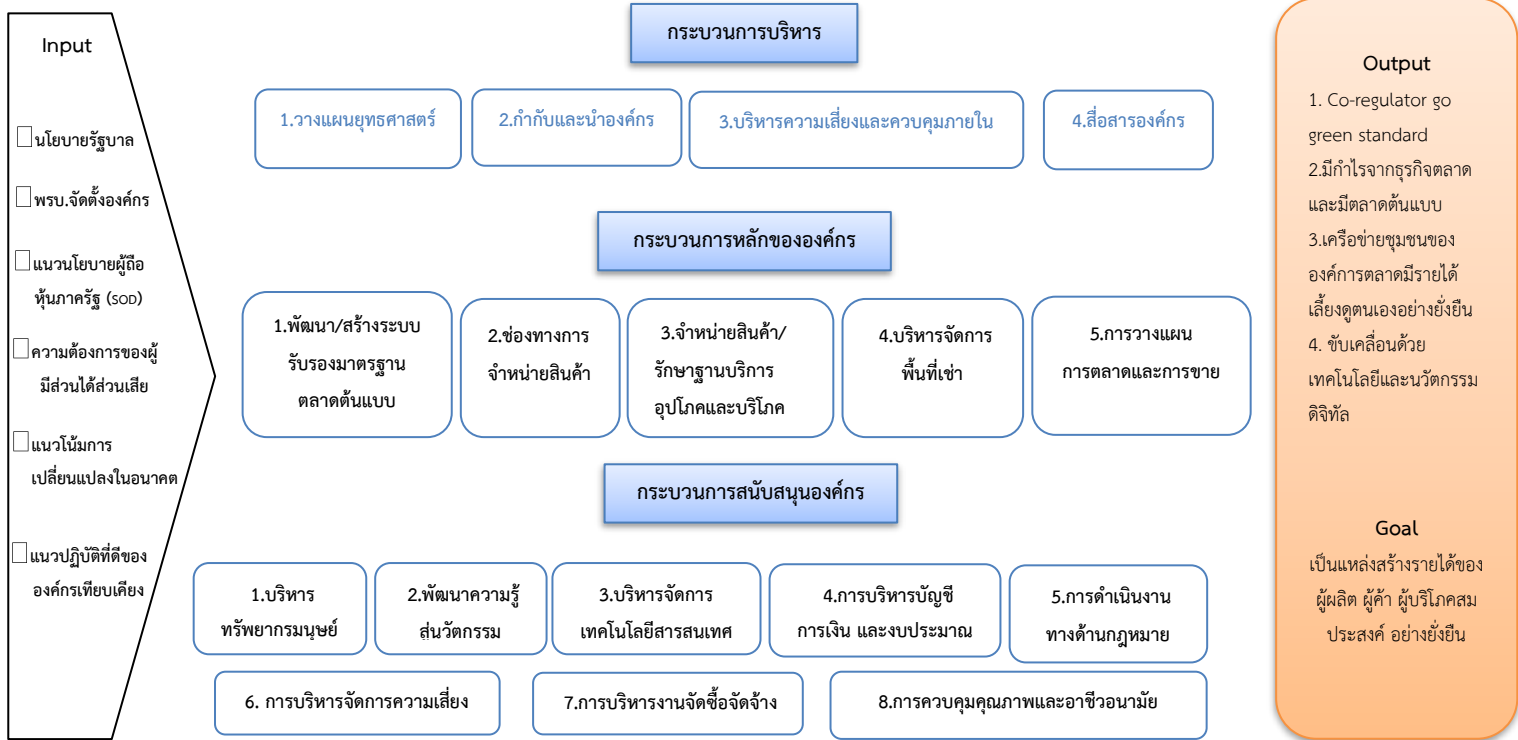 Input
นโยบายรัฐบาล
พรบ.จัดตั้งองค์กร
แนวนโยบายผู้ถือ
หุ้นภาครัฐ (SOD)
ความต้องการของผู้
มีส่วนได้ส่วนเสีย
แนวโน้มการ
เปลี่ยนแปลงในอนาคต
แนวปฏิบัติที่ดีของ
องค์กรเทียบเคียง
กระบวนการบริหาร
1.วางแผนยุทธศาสตร์
2.กำกับและนำองค์กร
3.บริหารความเสี่ยงและควบคุมภายใน
4.สื่อสารองค์กร
กระบวนการหลักขององค์กร
1.พัฒนา/สร้างระบบ
รับรองมาตรฐาน
ตลาดต้นแบบ
2.ช่องทางการ
จำหน่ายสินค้า
3.จำหน่ายสินค้า/
รักษาฐานบริการ
อุปโภคและบริโภค
4.บริหารจัดการ
พื้นที่เช่า
5.การวางแผน
การตลาดและการขาย
กระบวนการสนับสนุนองค์กร
1.บริหาร
ทรัพยากรมนุษย์
2.พัฒนาความรู้
สู่นวัตกรรม
3.บริหารจัดการ
เทคโนโลยีสารสนเทศ
4.การบริหารบัญชี
การเงิน และงบประมาณ
5.การดำเนินงาน
ทางด้านกฎหมาย
6. การบริหารจัดการความเสี่ยง
7.การบริหารงานจัดซื้อจัดจ้าง
8.การควบคุมคุณภาพและอาชีวอนามัย
Output
1. Co-regulator go
green standard
2.มีกำไรจากธุรกิจตลาด
และมีตลาดต้นแบบ
3.เครือข่ายชุมชนของ
องค์การตลาดมีรายได้
เลี้ยงดูตนเองอย่างยั่งยืน
4. ขับเคลื่อนด้วย
เทคโนโลยีและนวัตกรรม
ดิจิทัล
Goal
เป็นแหล่งสร้างรายได้ของ
ผู้ผลิต ผู้ค้า ผู้บริโภคสม
ประสงค์ อย่างยั่งยืน